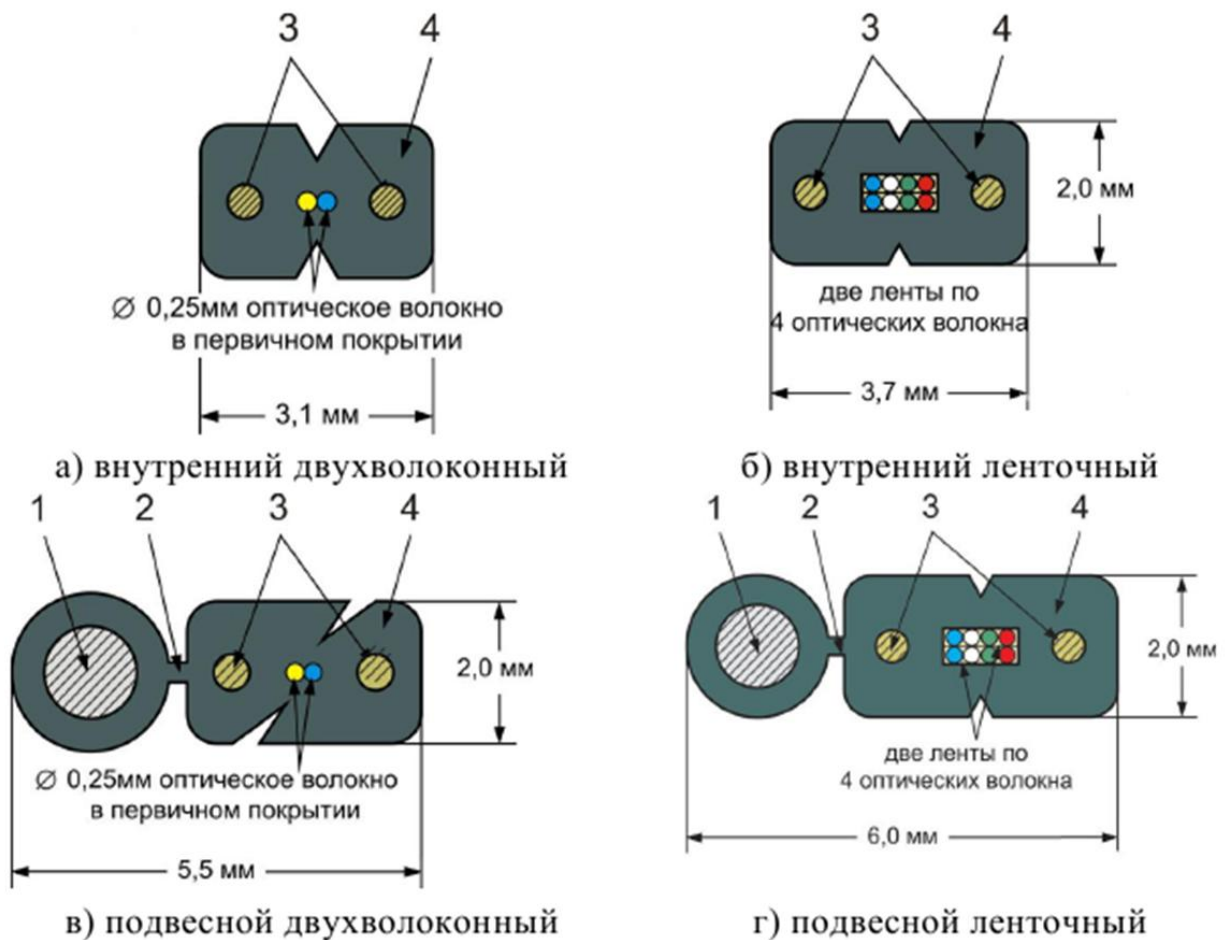 3 4
3 4
2,0 мм
∅ 0,25мм оптическое волокно
в первичном покрытии
две ленты по
4 оптических волокна
3,1 мм
3,7 мм
а) внутренний двухволоконный
б) внутренний ленточный
1 2 3 4
1 2 3 4
2,0 мм
2,0 мм
∅ 0,25мм оптическое волокно
в первичном покрытии
две ленты по
4 оптических волокна
5,5 мм
6,0 мм
в) подвесной двухволоконный
г) подвесной ленточный